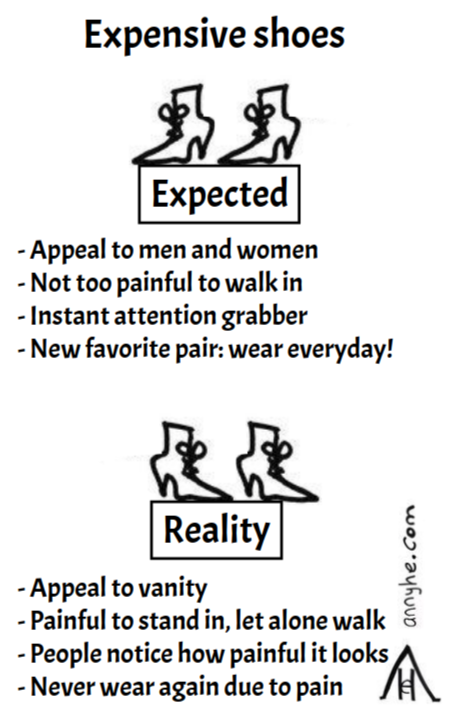 Expensive shoes
Expected
- Appeal to men and women
- Not too painful to walk in
- Instant attention grabber
- New favorite pair: wear everyday!
Reality
- Appeal to vanity
- Painful to stand in, let alone walk
- People notice how painful it looks
- Never wear again due to pain
annyhe.com